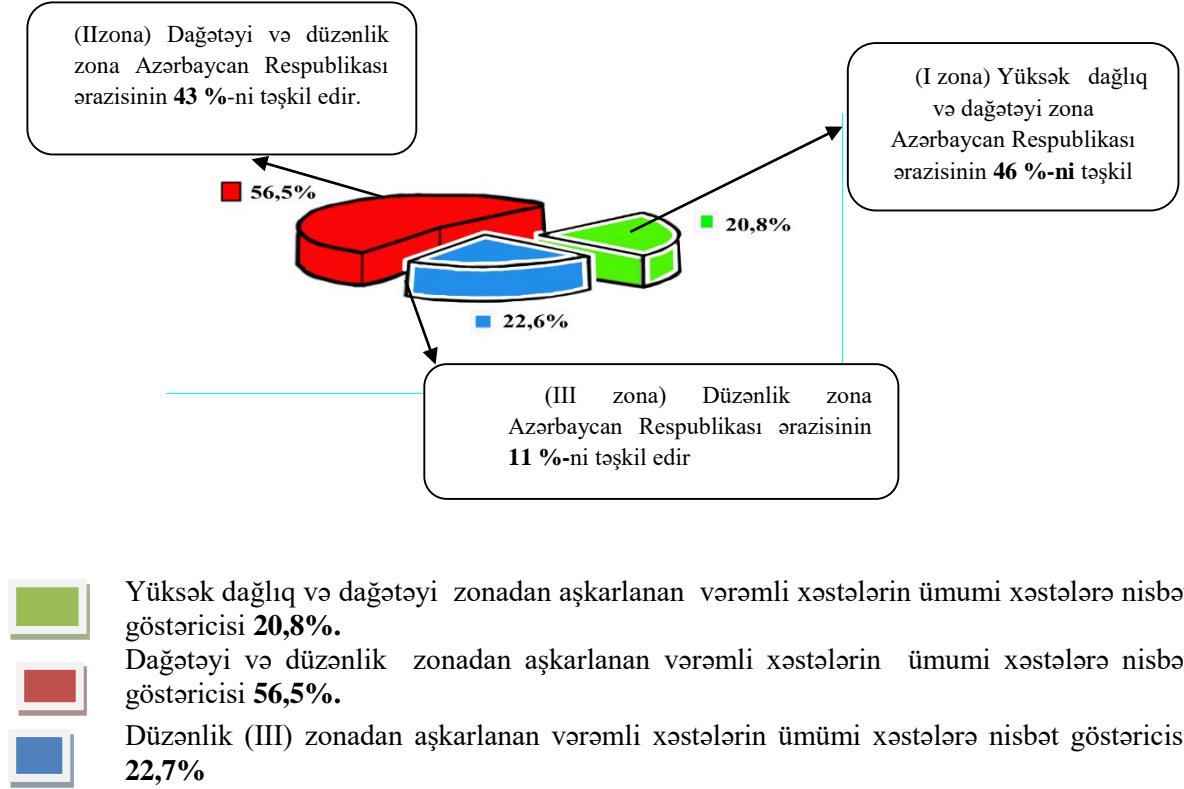 (IIzona) Dağətəyi və düzənlik
zona Azərbaycan Respublikası
ərazisinin 43 %-ni təşkil edir.
(I zona) Yüksək dağlıq
və dağətəyi zona
Azərbaycan Respublikası
ərazisinin 46 %-ni təşkil
56,5%
20,8%
22,6%
(III zona) Düzənlik zona
Azərbaycan Respublikası ərazisinin
11 %-ni təşkil edir
Yüksək dağlıq və dağətəyi zonadan aşkarlanan vərəmli xəstələrin ümumi xəstələrə nisbə
göstəricisi 20,8%.
Dağətəyi və düzənlik zonadan aşkarlanan vərəmli xəstələrin ümumi xəstələrə nisbə
göstəricisi 56,5%.
Düzənlik (III) zonadan aşkarlanan vərəmli xəstələrin ümümi xəstələrə nisbət göstəricis
22,7%